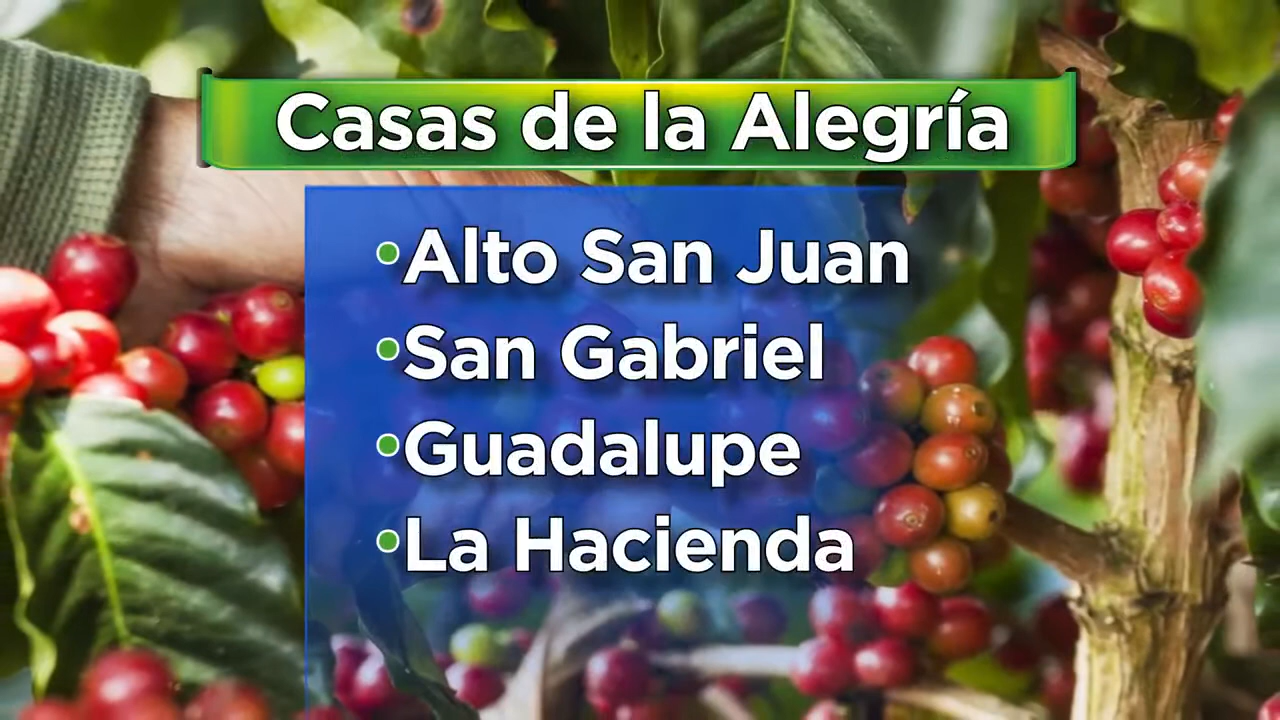 Casas de la Alegría
•Alto San Juan
•San Gabriel
•Guadalupe
•La Hacienda